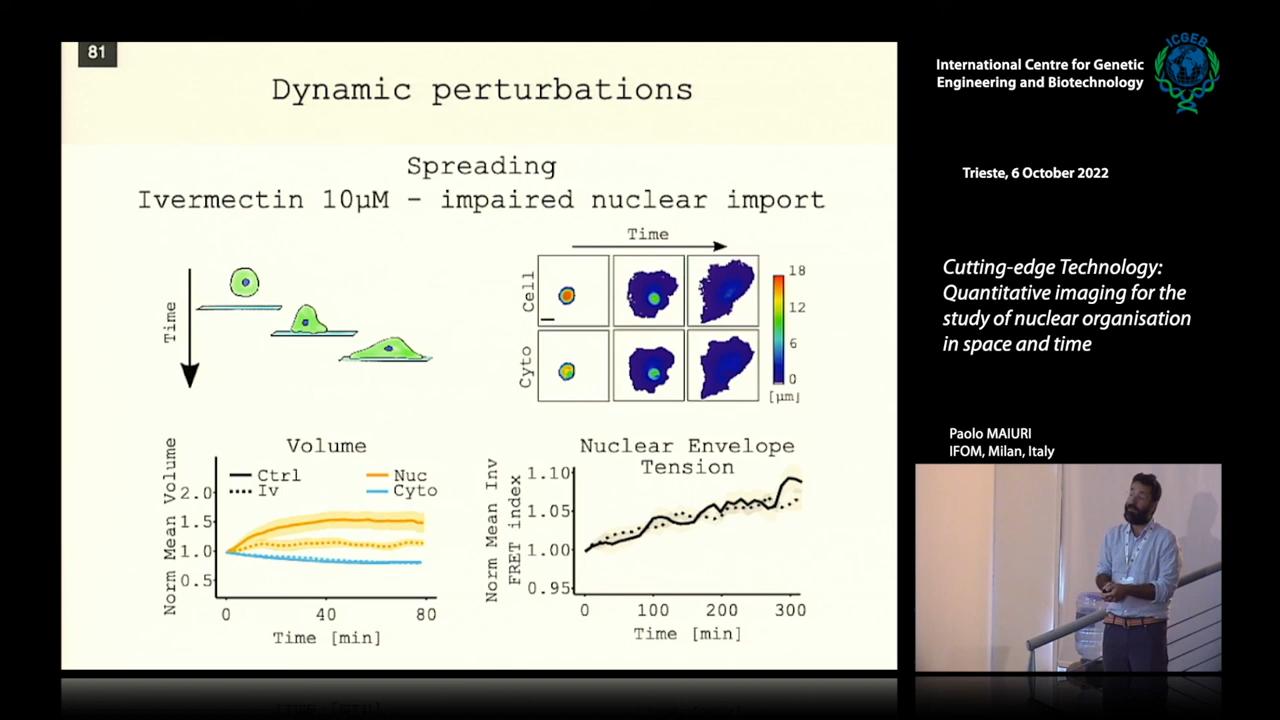 81
Dynamic perturbations
Spreading
Ivermectin 10µM - impaired nuclear import
Time
Time
Cell
Cyto
18
12
6
0
[µm]
Volume
Norm Mean Volume
Ctrl
Iv
Nuc
Cyto
2.0
1.5
1.0
0.5
0 40 80
Time [min]
Nuclear Envelope
Tension
Norm Mean Inv
FRET index
1.10
1.05
1.00
0.95
0 100 200 300
Time [min]
International Centre for Genetic
Engineering and Biotechnology
ICGEB
Trieste, 6 October 2022
Cutting-edge Technology:
Quantitative imaging for the
study of nuclear organisation
in space and time
Paolo MAIURI
IFOM, Milan, Italy